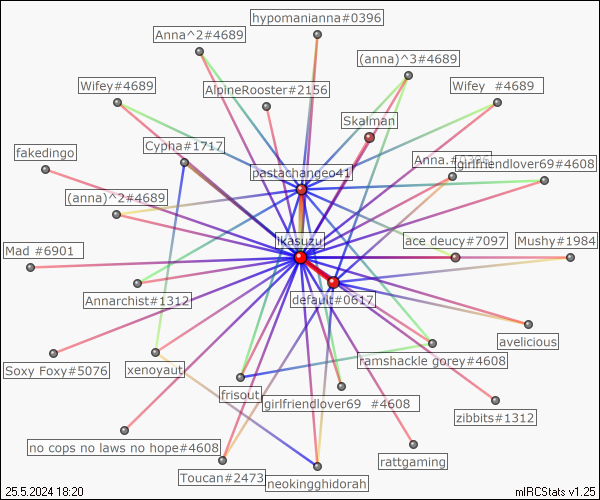 hypomanianna#0396
Anna^2#4689
(anna)^3#4689
Wifey#4689
AlpineRooster#2156
Wifey #4689
Skalman
Cypha#1717
fakedingo
pastachangeo41
girlfriendlover69#4608
(anna)^2#4689
ikasuzu
ace deucy#7097
Mushy#1984
Mad #6901
Annarchist#1312
default#0617
avelicious
Soxy Foxy#5076
xenoyaut
ramshackle gorey#4608
frisout
girlfriendlover69 #4608
zibbits#1312
no cops no laws no hope#4608
rattgaming
Toucan#2473
neokingghidorah
25.5.2024 18:20
mIRCStats v1.25